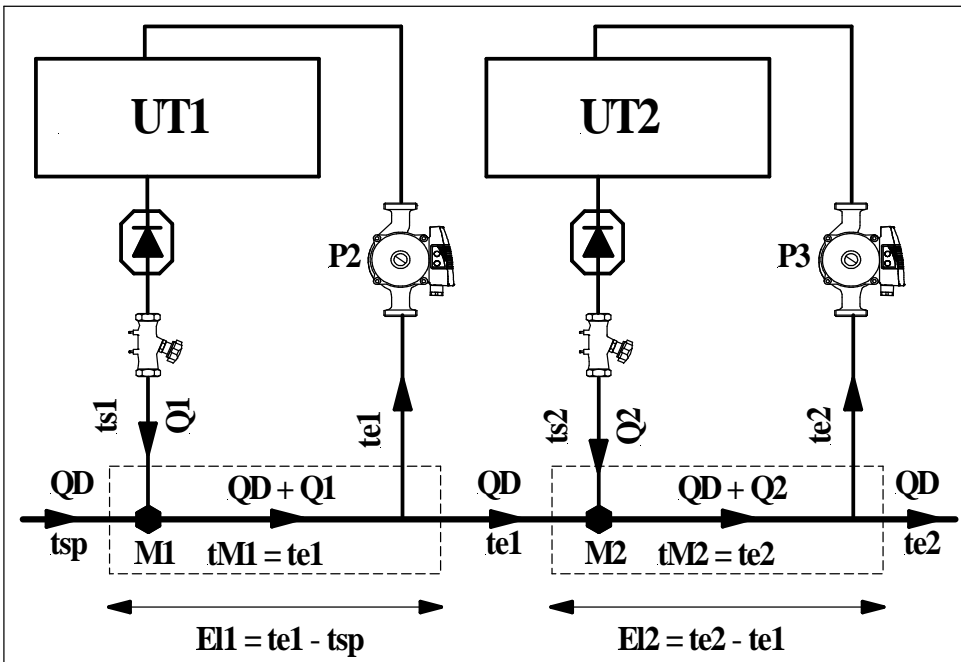 UT1
UT2
P2
P3
ts1
Q1
te1
ts2
Q2
te2
QD
QD + Q1
QD
QD + Q2
QD
tsp
M1
tM1 = te1
te1
M2
tM2 = te2
te2
El1 = te1 - tsp
El2 = te2 - te1